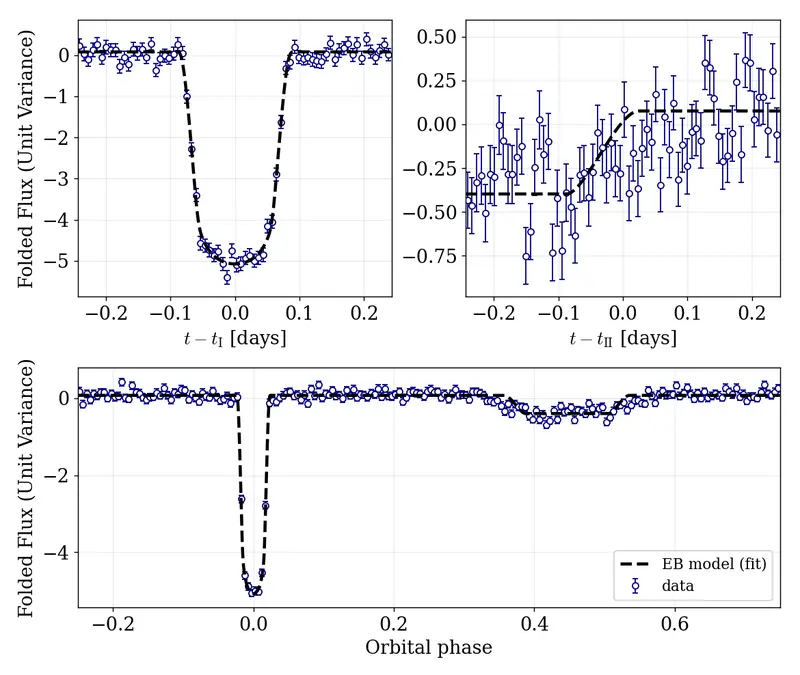 Folded Flux (Unit Variance)
0
−1
−2
−3
−4
−5
−0.2 −0.1 0.0 0.1 0.2
t − tI [days]
0.50
0.25
0.00
−0.25
−0.50
−0.75
−0.2 −0.1 0.0 0.1 0.2
t − tII [days]
Folded Flux (Unit Variance)
0
−2
−4
EB model (fit)
data
−0.2 0.0 0.2 0.4 0.6
Orbital phase